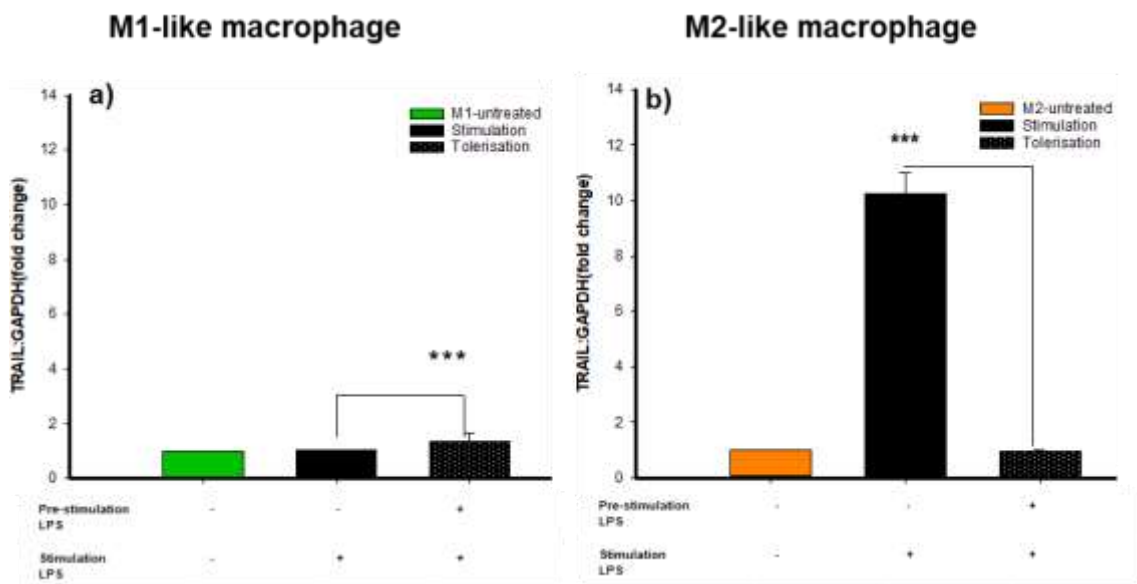 M1-like macrophage
M2-like macrophage
a)
14
12
10
8
6
4
2
0
TRAIL:GAPDH(fold change)
M1-untreated
Stimulation
Tolerisation
***
Pre-stimulation - - +
LPS
Stimulation - + +
LPS
b)
14
12
10
8
6
4
2
0
TRAIL:GAPDH(fold change)
M2-untreated
Stimulation
Tolerisation
***
Pre-stimulation - - +
LPS
Stimulation - + +
LPS